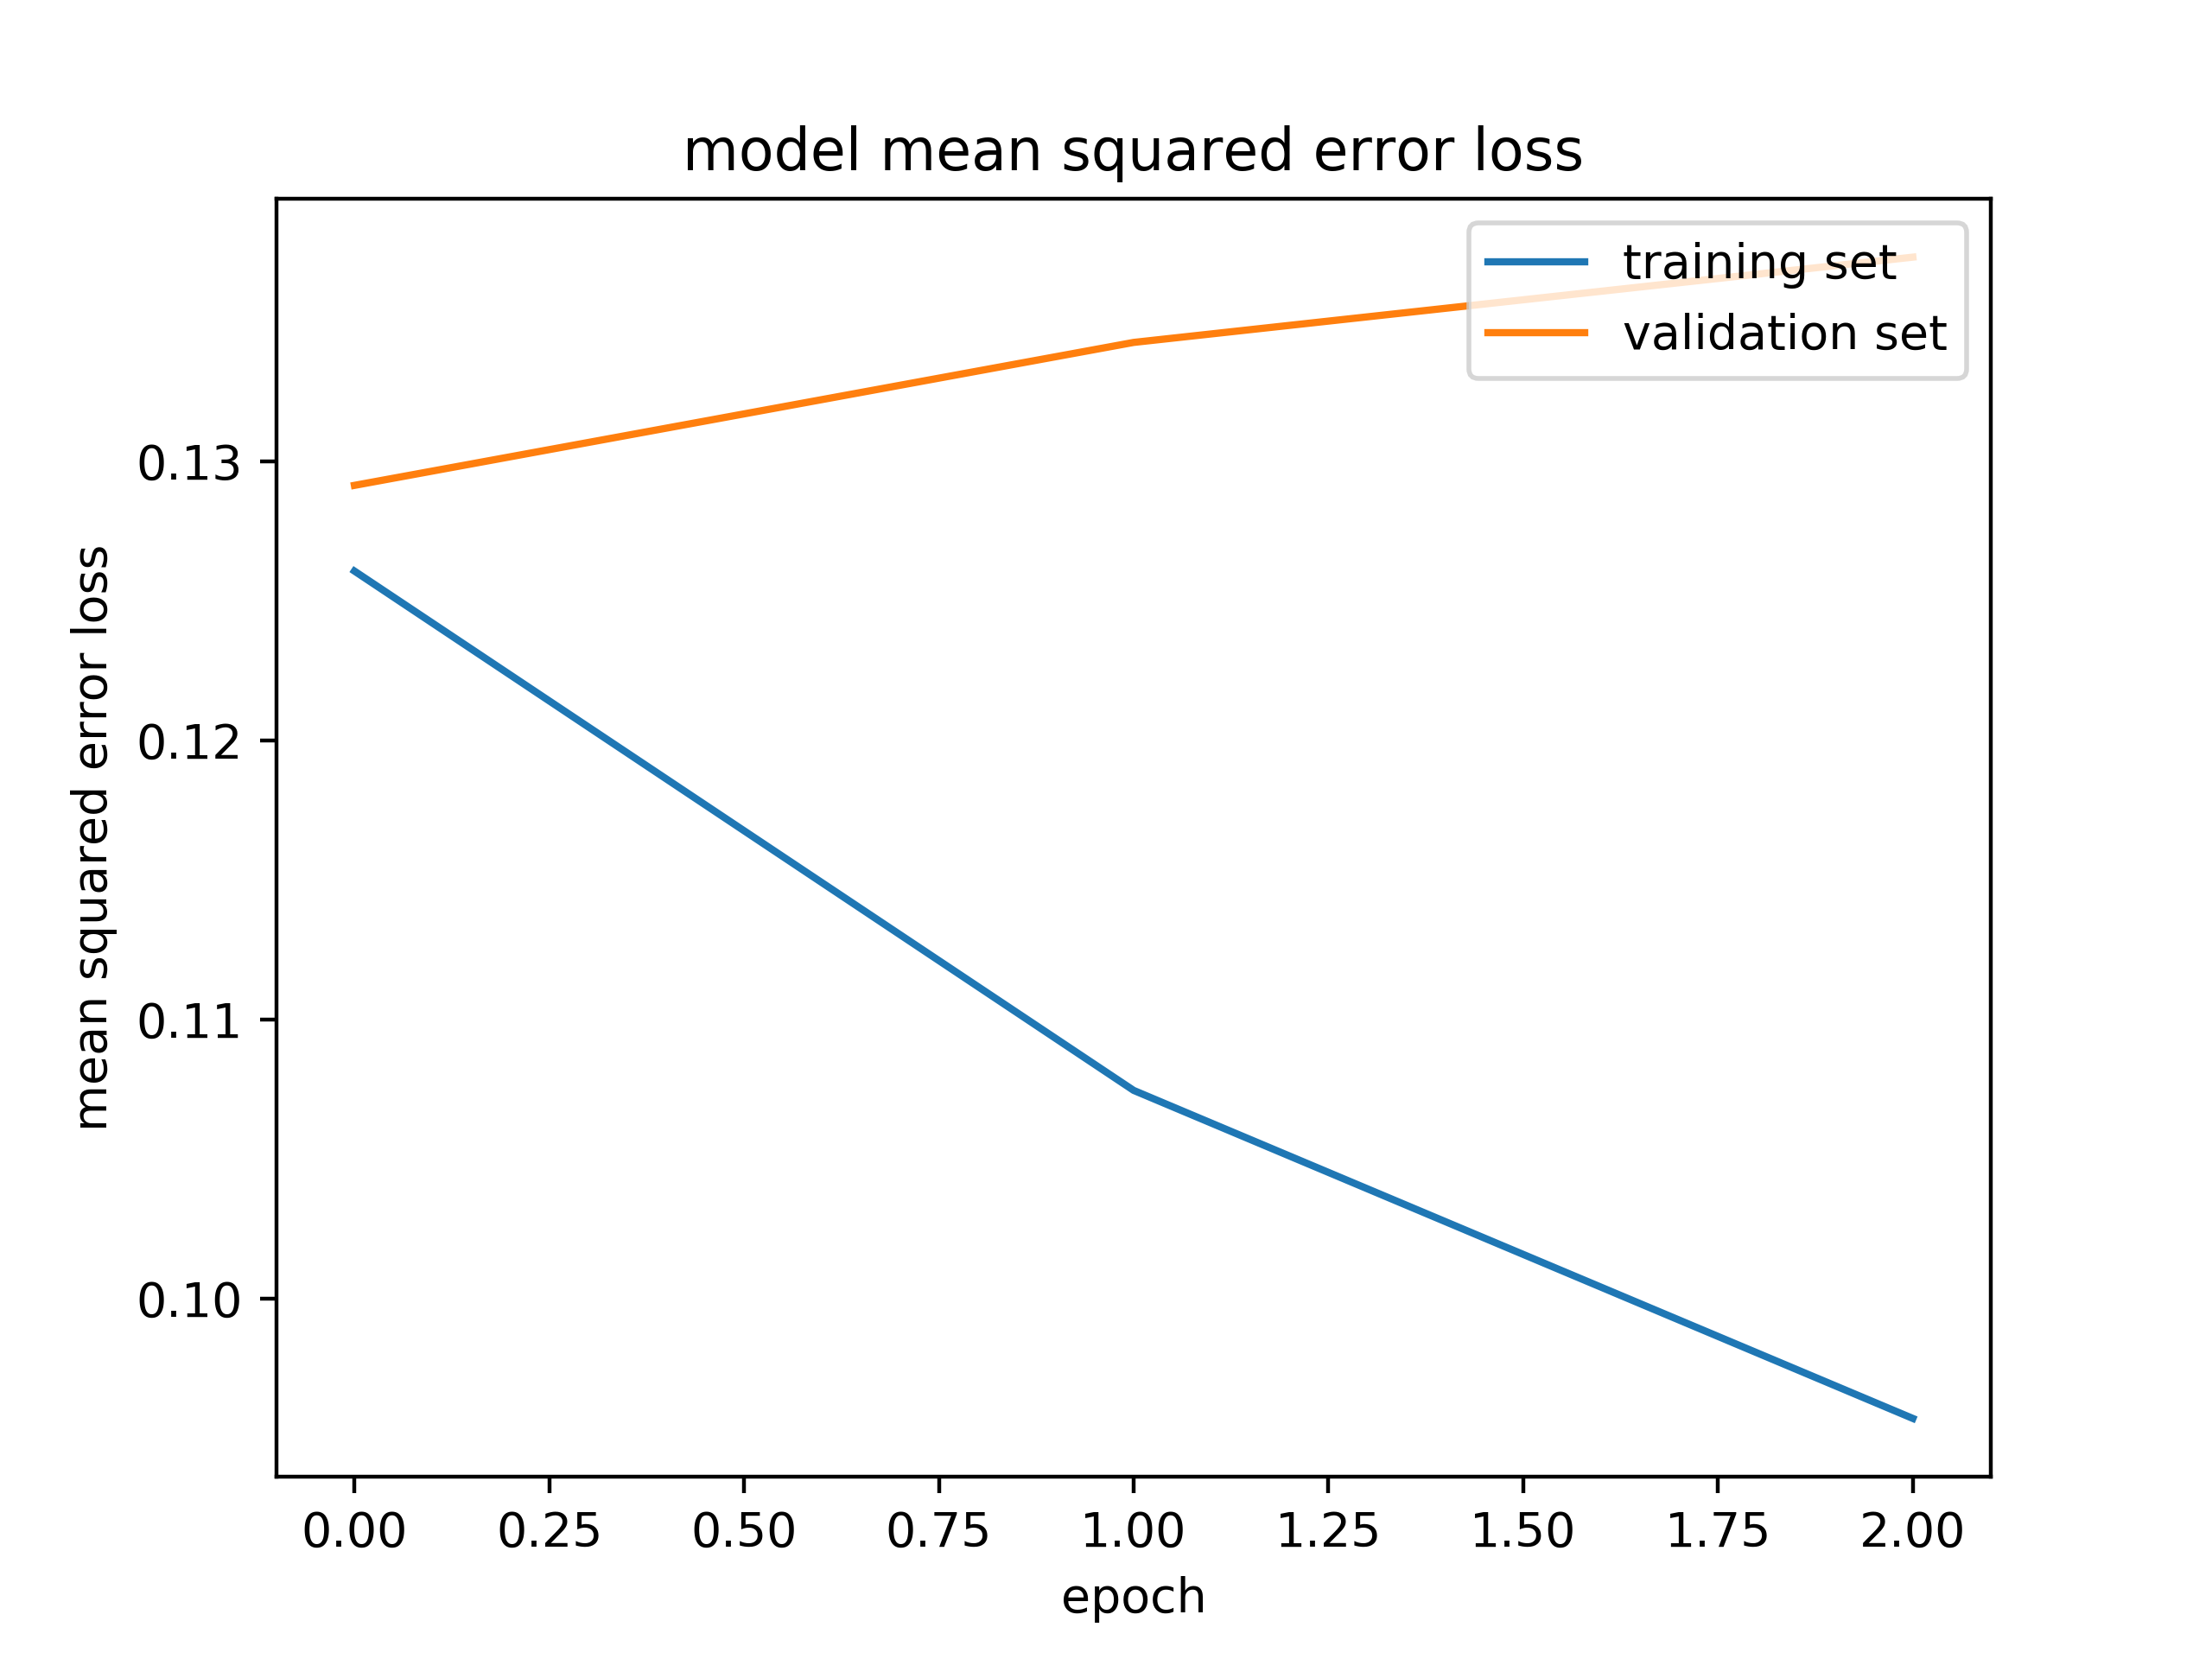 model mean squared error loss
training set
validation set
mean squared error loss
0.13
0.12
0.11
0.10
0.00 0.25 0.50 0.75 1.00 1.25 1.50 1.75 2.00
epoch